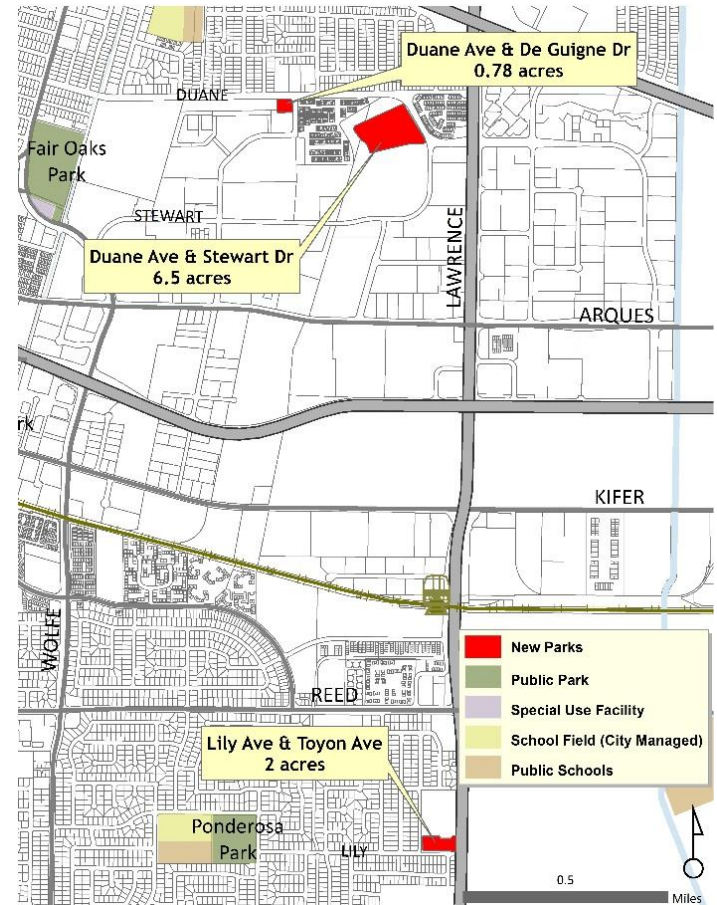 Duane Ave & De Guigne Dr
0.78 acres
DUANE
Fair Oaks
Park
STEWART
Duane Ave & Stewart Dr
6.5 acres
LAWRENCE
ARQUES
rk
KIFER
WOLFE
New Parks
Public Park
Special Use Facility
School Field (City Managed)
Public Schools
REED
Lily Ave & Toyon Ave
2 acres
Ponderosa
Park
LILY
0.5
Miles